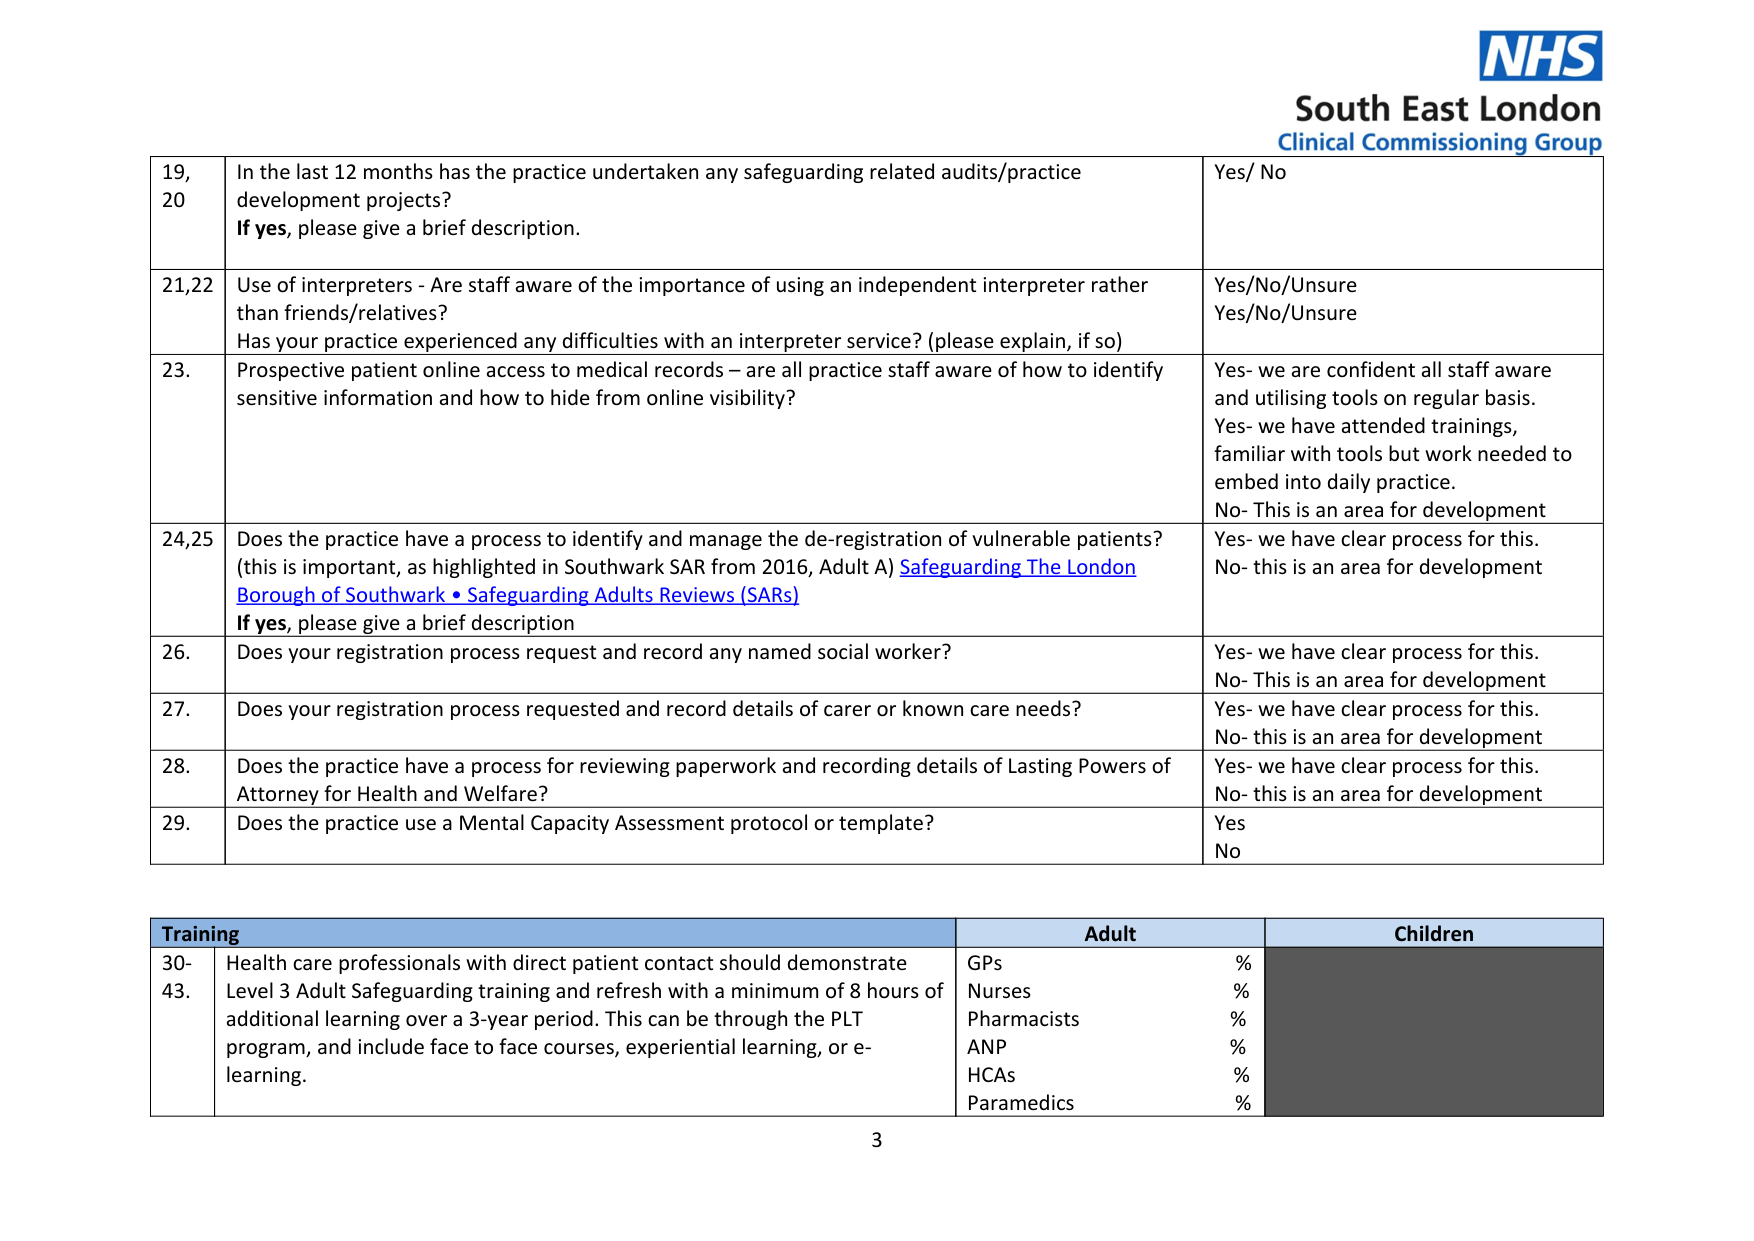 NHS
South East London
Clinical Commissioning Group
19,
20
In the last 12 months has the practice undertaken any safeguarding related audits/practice
development projects?
If yes, please give a brief description.
Yes/ No
21,22
Use of interpreters - Are staff aware of the importance of using an independent interpreter rather
than friends/relatives?
Has your practice experienced any difficulties with an interpreter service? (please explain, if so)
Yes/No/Unsure
Yes/No/Unsure
23.
Prospective patient online access to medical records – are all practice staff aware of how to identify
sensitive information and how to hide from online visibility?
Yes- we are confident all staff aware
and utilising tools on regular basis.
Yes- we have attended trainings,
familiar with tools but work needed to
embed into daily practice.
No- This is an area for development
24,25
Does the practice have a process to identify and manage the de-registration of vulnerable patients?
(this is important, as highlighted in Southwark SAR from 2016, Adult A) Safeguarding The London
Borough of Southwark • Safeguarding Adults Reviews (SARs)
If yes, please give a brief description
Yes- we have clear process for this.
No- this is an area for development
26.
Does your registration process request and record any named social worker?
Yes- we have clear process for this.
No- This is an area for development
27.
Does your registration process requested and record details of carer or known care needs?
Yes- we have clear process for this.
No- this is an area for development
28.
Does the practice have a process for reviewing paperwork and recording details of Lasting Powers of
Attorney for Health and Welfare?
Yes- we have clear process for this.
No- this is an area for development
29.
Does the practice use a Mental Capacity Assessment protocol or template?
Yes
No
Training
Adult
Children
30-
43.
Health care professionals with direct patient contact should demonstrate
Level 3 Adult Safeguarding training and refresh with a minimum of 8 hours of
additional learning over a 3-year period. This can be through the PLT
program, and include face to face courses, experiential learning, or e-
learning.
GPs %
Nurses %
Pharmacists %
ANP %
HCAs %
Paramedics %
3